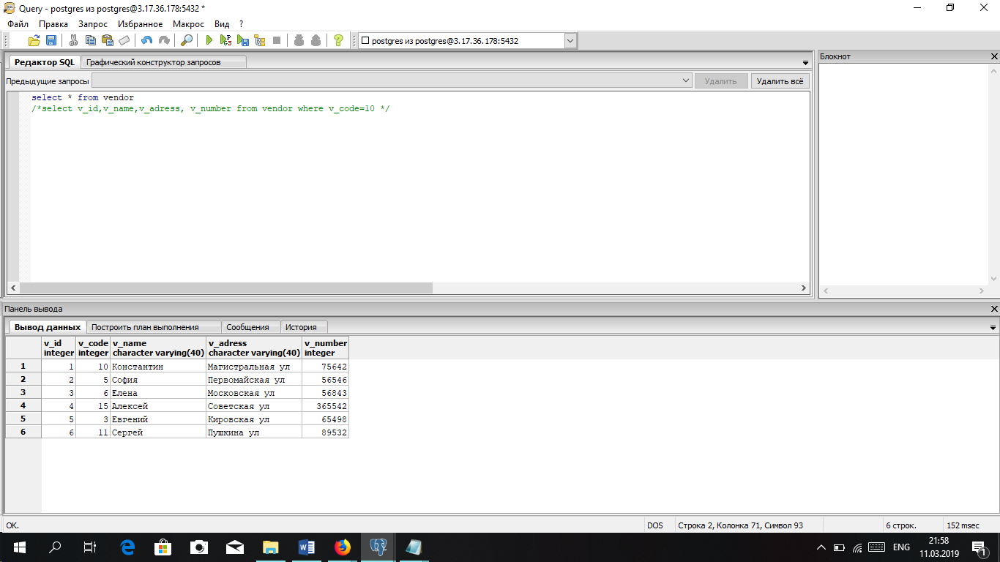 Query - postgres из postgres@3.17.36.178:5432 *
Файл Правка Запрос Избранное Макрос Вид ?
postgres из postgres@3.17.36.178:5432
Редактор SQL Графический конструктор запросов
Предыдущие запросы Удалить Удалить всё
select * from vendor
/*select v_id,v_name,v_adress, v_number from vendor where v_code=10 */
Блокнот
Панель вывода
Вывод данных Построить план выполнения Сообщения История
v_id v_code v_name v_adress v_number
integer integer character varying(40) character varying(40) integer
1 1 10 Константин Магистральная ул 75642
2 2 5 София Первомайская ул 56546
3 3 6 Елена Московская ул 56843
4 4 15 Алексей Советская ул 365542
5 5 3 Евгений Кировская ул 65498
6 6 11 Сергей Пушкина ул 89532
OK. DOS Строка 2, Колонка 71, Символ 93 6 строк. 152 msec
ENG 21:58
11.03.2019 1